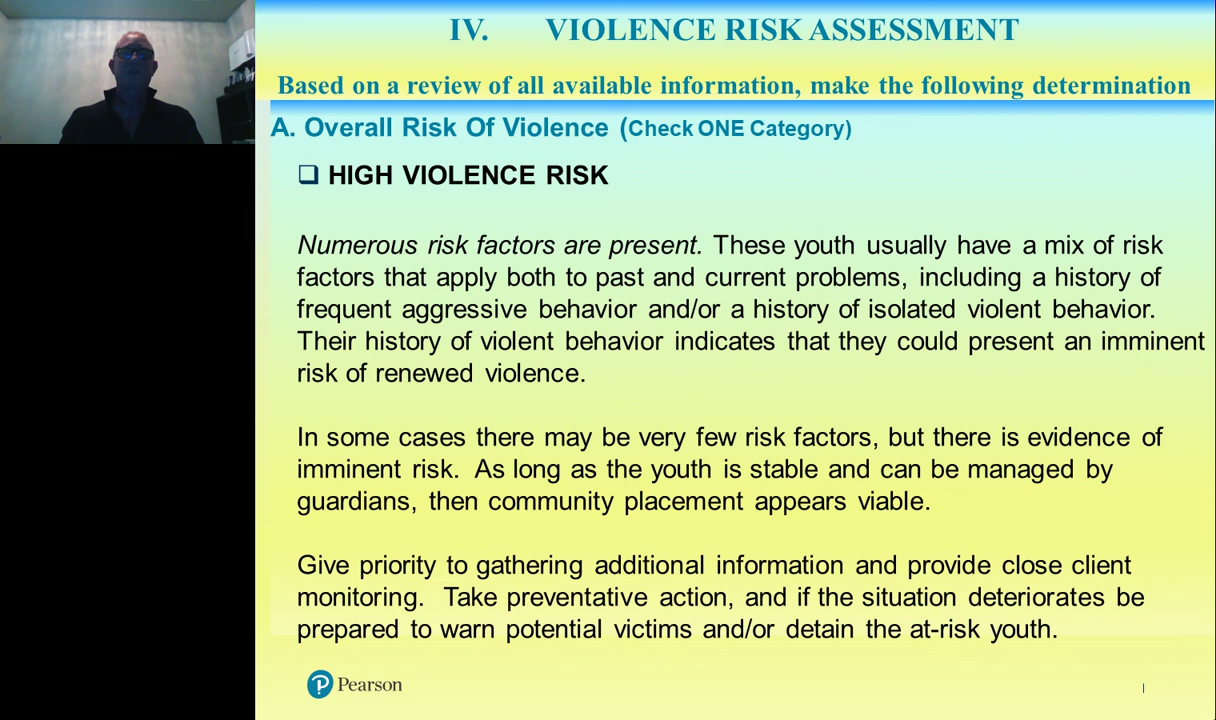 IV. VIOLENCE RISK ASSESSMENT
Based on a review of all available information, make the following determination
A. Overall Risk Of Violence (Check ONE Category)
❑ HIGH VIOLENCE RISK
Numerous risk factors are present. These youth usually have a mix of risk
factors that apply both to past and current problems, including a history of
frequent aggressive behavior and/or a history of isolated violent behavior.
Their history of violent behavior indicates that they could present an imminent
risk of renewed violence.
In some cases there may be very few risk factors, but there is evidence of
imminent risk. As long as the youth is stable and can be managed by
guardians, then community placement appears viable.
Give priority to gathering additional information and provide close client
monitoring. Take preventative action, and if the situation deteriorates be
prepared to warn potential victims and/or detain the at-risk youth.
Pearson
|